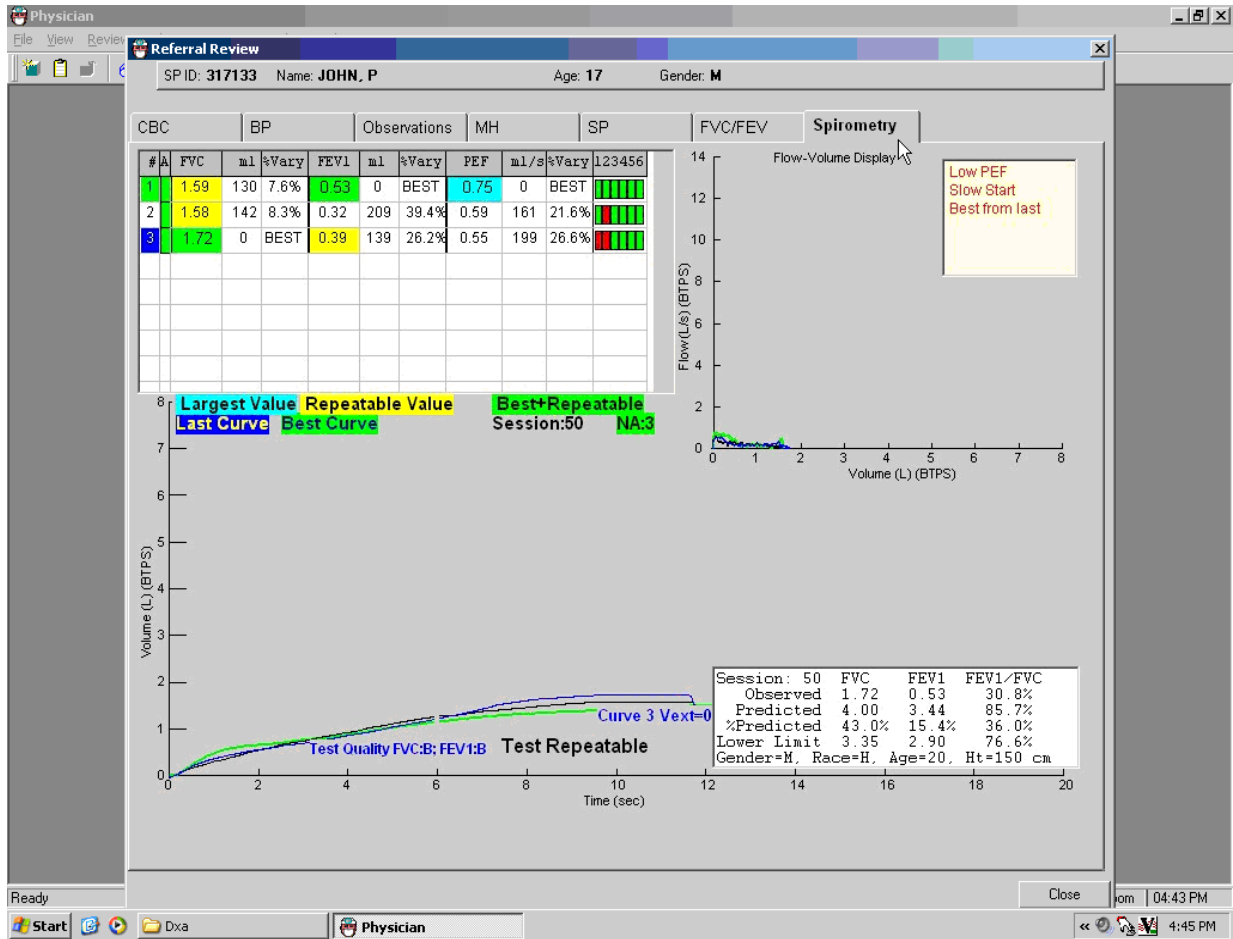 Physician
File View Review
Referral Review
SP ID: 317133 Name: JOHN, P Age: 17 Gender: M
CBC BP Observations MH SP FVC/FEV Spirometry
# A FVC ml %Vary FEV1 ml %Vary PEF ml/s %Vary 123456
1 1.59 130 7.6% 0.53 0 BEST 0.75 0 BEST
2 1.58 142 8.3% 0.32 209 39.4% 0.59 161 21.6%
3 1.72 0 BEST 0.39 139 26.2% 0.55 199 26.6%
Flow-Volume Display
Low PEF
Slow Start
Best from last
14
12
10
8
6
4
2
0
Flow(L/s) (BTPS)
0 1 2 3 4 5 6 7 8
Volume (L) (BTPS)
Largest Value Repeatable Value Best+Repeatable
Last Curve Best Curve Session:50 NA:3
8
7
6
5
4
3
2
1
0
Volume (L) (BTPS)
Curve 3 Vext=0
Test Quality FVC:B; FEV1:B Test Repeatable
0 2 4 6 8 10 12 14 16 18 20
Time (sec)
Session: 50 FVC FEV1 FEV1/FVC
Observed 1.72 0.53 30.8%
Predicted 4.00 3.44 85.7%
%Predicted 43.0% 15.4% 36.0%
Lower Limit 3.35 2.90 76.6%
Gender=M, Race=H, Age=20, Ht=150 cm
Close
Ready 04:43 PM
Start Dxa Physician 4:45 PM